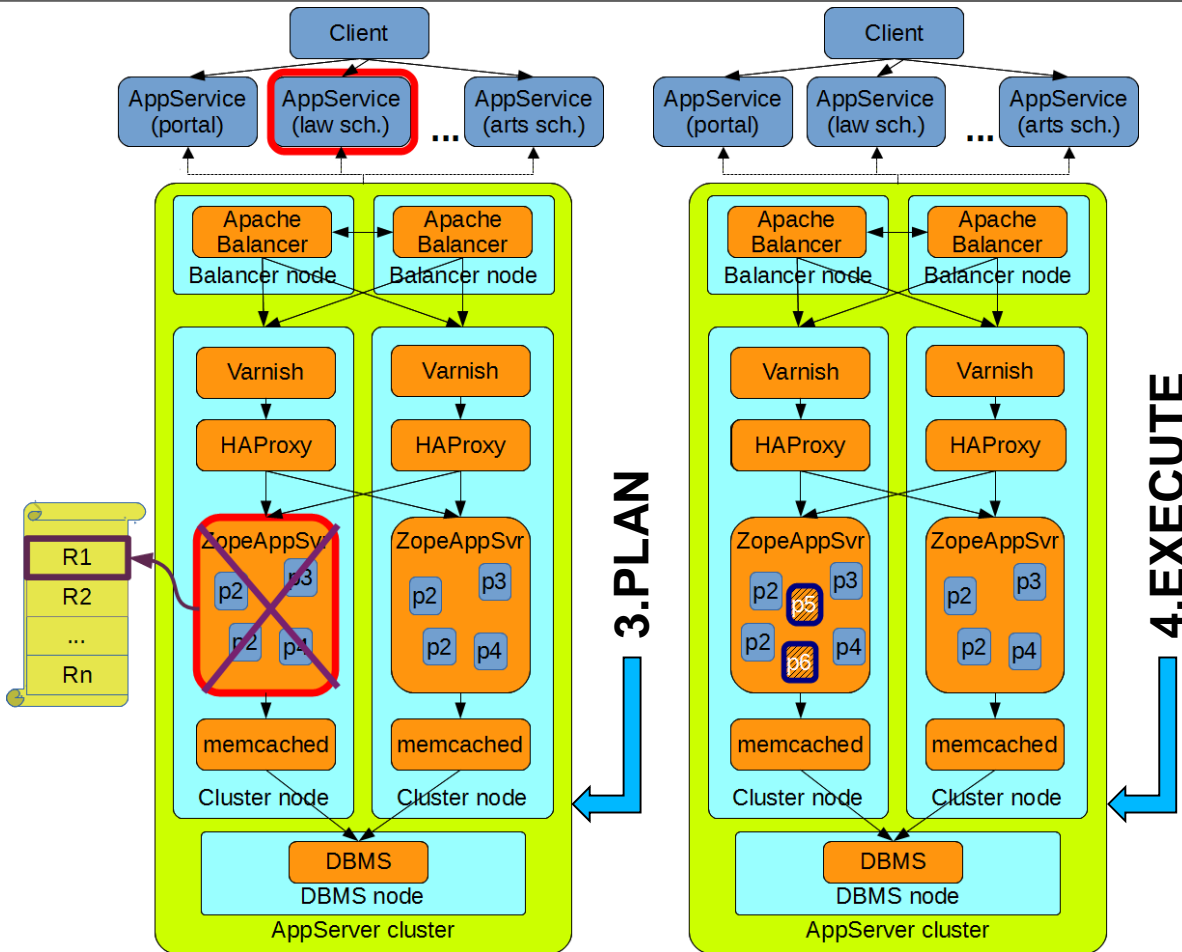 Client
AppService
(portal)
AppService
(law sch.)
...
AppService
(arts sch.)
Apache
Balancer
Balancer node
Apache
Balancer
Balancer node
Varnish
Varnish
HAProxy
HAProxy
ZopeAppSvr
p2
p3
p2
p4
ZopeAppSvr
p2
p3
p2
p4
memcached
memcached
Cluster node
Cluster node
DBMS
DBMS node
AppServer cluster
R1
R2
...
Rn
3.PLAN
Client
AppService
(portal)
AppService
(law sch.)
...
AppService
(arts sch.)
Apache
Balancer
Balancer node
Apache
Balancer
Balancer node
Varnish
Varnish
HAProxy
HAProxy
ZopeAppSvr
p2
p3
p5
p2
p4
p6
ZopeAppSvr
p2
p3
p2
p4
memcached
memcached
Cluster node
Cluster node
DBMS
DBMS node
AppServer cluster
4.EXECUTE